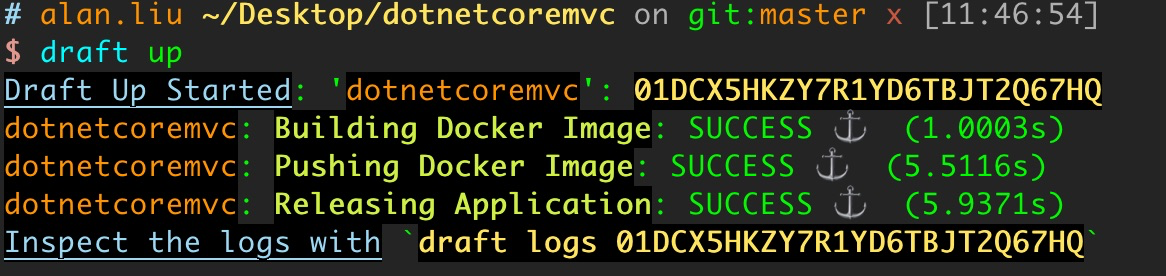 # alan.liu ~/Desktop/dotnetcoremvc on git:master x [11:46:54]
$ draft up
Draft Up Started: 'dotnetcoremvc': 01DCX5HKZY7R1YD6TBJT2Q67HQ
dotnetcoremvc: Building Docker Image: SUCCESS ⚓ (1.0003s)
dotnetcoremvc: Pushing Docker Image: SUCCESS ⚓ (5.5116s)
dotnetcoremvc: Releasing Application: SUCCESS ⚓ (5.9371s)
Inspect the logs with `draft logs 01DCX5HKZY7R1YD6TBJT2Q67HQ`